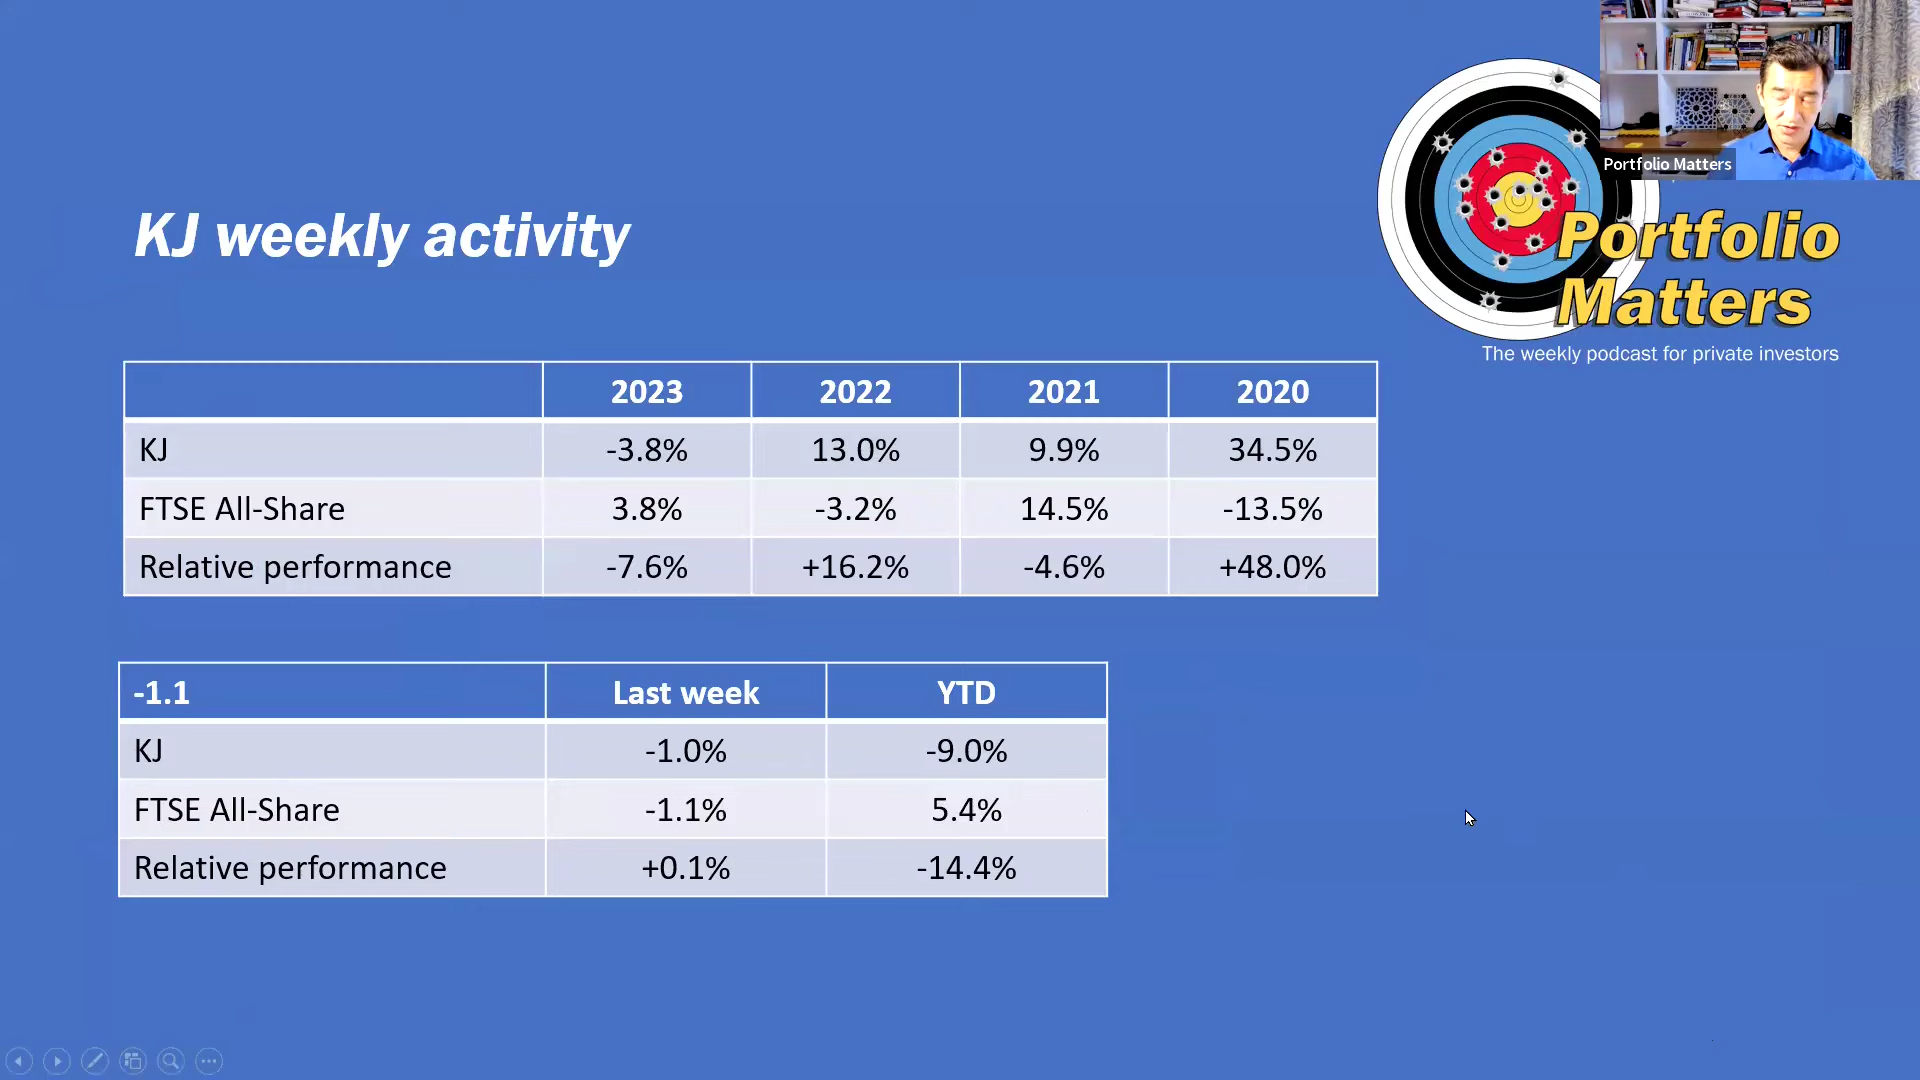 Portfolio Matters
KJ weekly activity
Portfolio
Matters
The weekly podcast for private investors
2023 2022 2021 2020
KJ -3.8% 13.0% 9.9% 34.5%
FTSE All-Share 3.8% -3.2% 14.5% -13.5%
Relative performance -7.6% +16.2% -4.6% +48.0%
-1.1 Last week YTD
KJ -1.0% -9.0%
FTSE All-Share -1.1% 5.4%
Relative performance +0.1% -14.4%